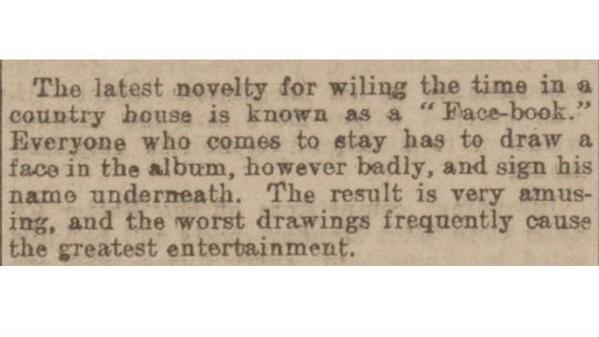 The latest novelty for wiling the time in a
country house is known as a "Face-book."
Everyone who comes to stay has to draw a
face in the album, however badly, and sign his
name underneath. The result is very amus-
ing, and the worst drawings frequently cause
the greatest entertainment.